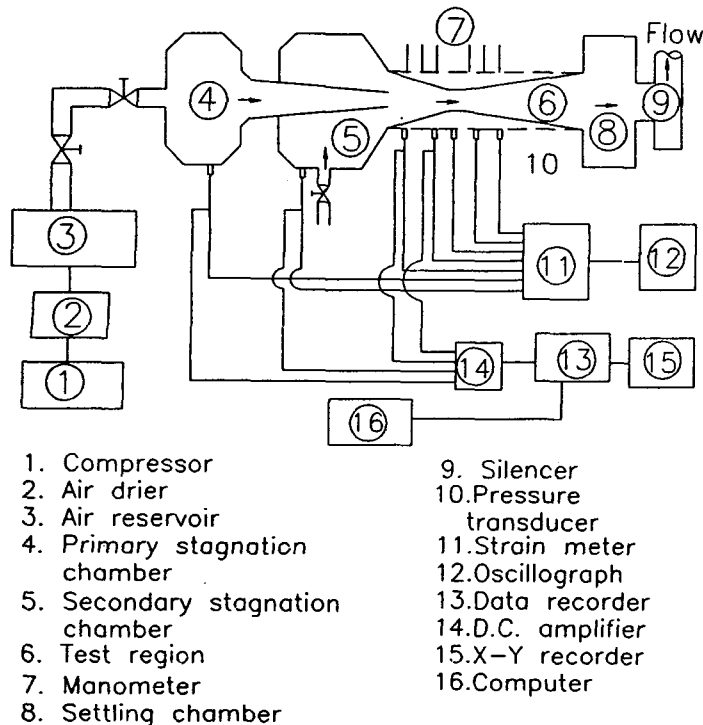 7
Flow
4
6
9
5
8
10
3
11
12
2
14
13
15
1
16
1. Compressor
2. Air drier
3. Air reservoir
4. Primary stagnation
chamber
5. Secondary stagnation
chamber
6. Test region
7. Manometer
8. Settling chamber
9. Silencer
10.Pressure
transducer
11.Strain meter
12.Oscillograph
13.Data recorder
14.D.C. amplifier
15.X-Y recorder
16.Computer